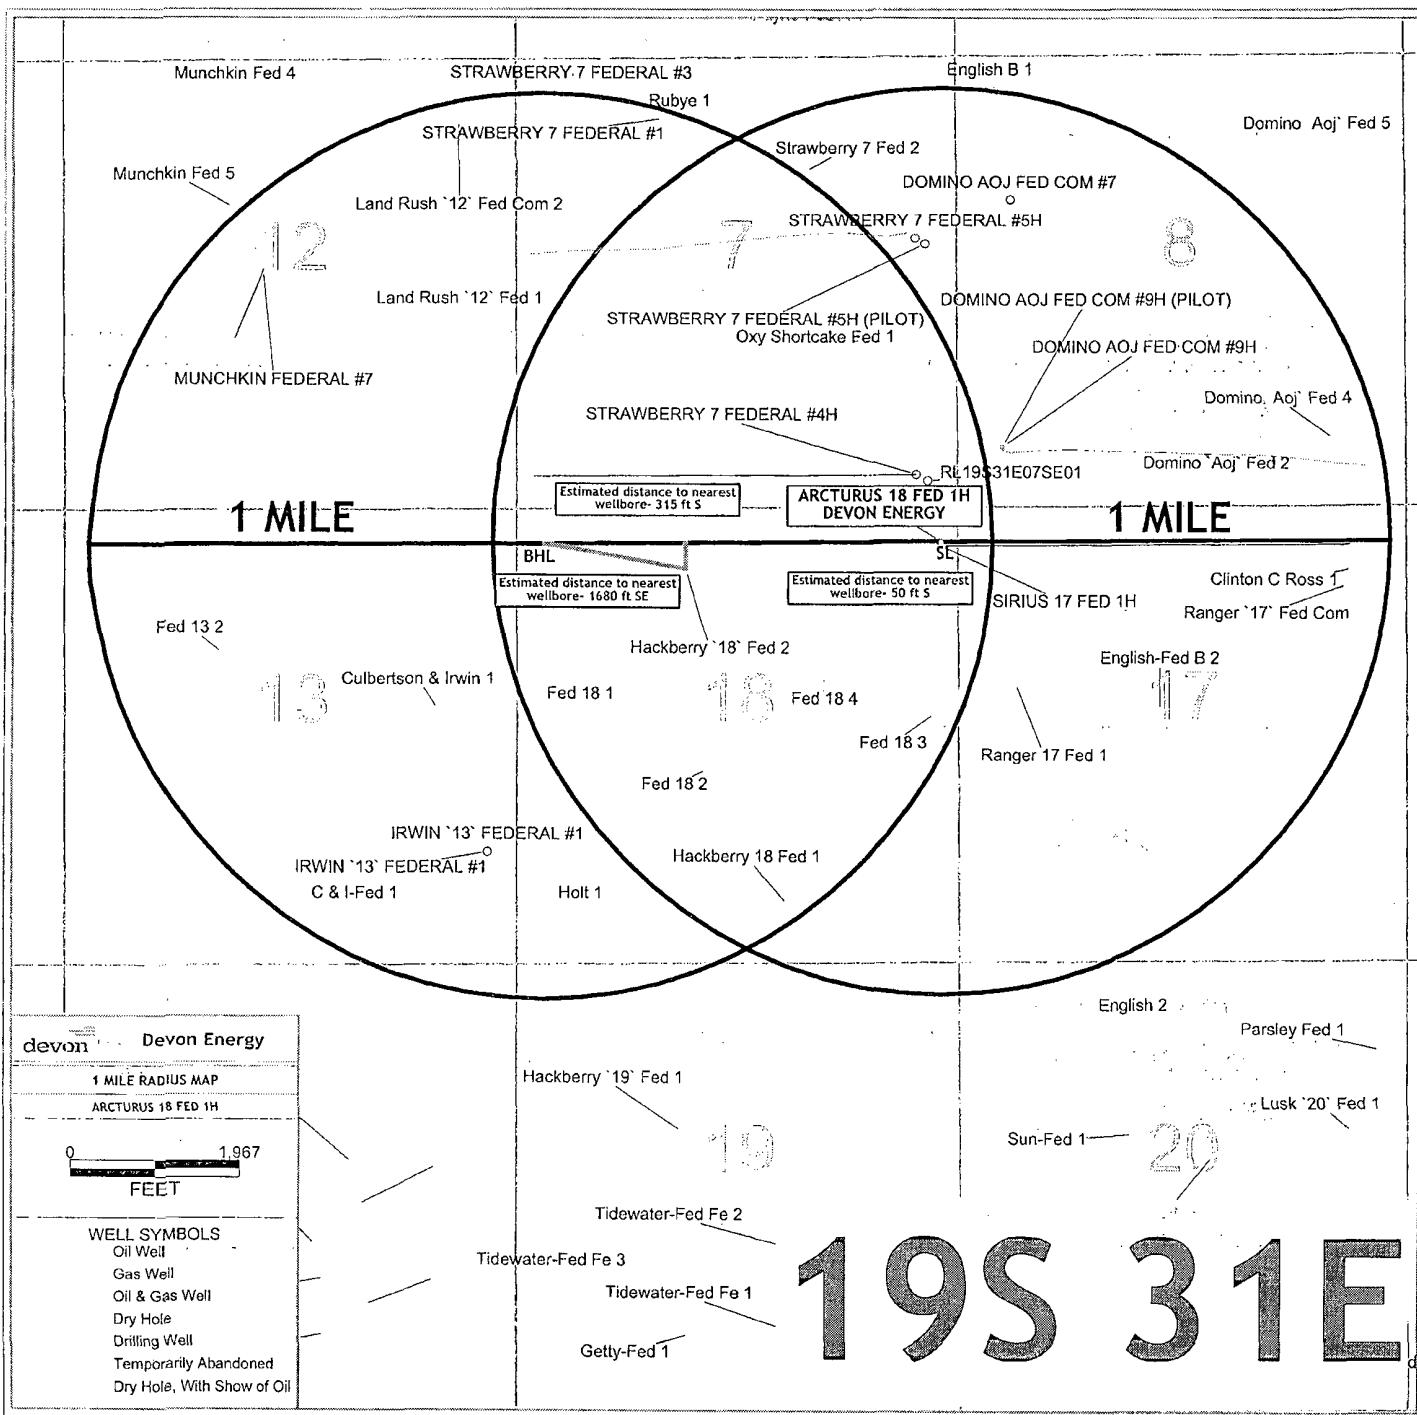 Munchkin Fed 4
STRAWBERRY 7 FEDERAL #3
English B 1
Rubye 1
STRAWBERRY 7 FEDERAL #1
Domino Aoj` Fed 5
Strawberry 7 Fed 2
Munchkin Fed 5
DOMINO AOJ FED COM #7
Land Rush `12` Fed Com 2
STRAWBERRY 7 FEDERAL #5H
12
7
8
Land Rush `12` Fed 1
DOMINO AOJ FED COM #9H (PILOT)
STRAWBERRY 7 FEDERAL #5H (PILOT)
Oxy Shortcake Fed 1
DOMINO AOJ FED COM #9H
MUNCHKIN FEDERAL #7
Domino Aoj` Fed 4
STRAWBERRY 7 FEDERAL #4H
Domino `Aoj` Fed 2
RL19S31E07SE01
Estimated distance to nearest
wellbore- 315 ft S
ARCTURUS 18 FED 1H
DEVON ENERGY
1 MILE
1 MILE
BHL
SL
Estimated distance to nearest
wellbore- 1680 ft SE
Estimated distance to nearest
wellbore- 50 ft S
Clinton C Ross 1
SIRIUS 17 FED 1H
Ranger `17` Fed Com
Fed 13 2
Hackberry `18` Fed 2
English-Fed B 2
13
Culbertson & Irwin 1
Fed 18 1
18
Fed 18 4
17
Fed 18 3
Ranger 17 Fed 1
Fed 18 2
IRWIN `13` FEDERAL #1
IRWIN `13` FEDERAL #1
Hackberry 18 Fed 1
C & I-Fed 1
Holt 1
English 2
Parsley Fed 1
devon
Devon Energy
1 MILE RADIUS MAP
ARCTURUS 18 FED 1H
0 1,967
FEET
Hackberry `19` Fed 1
Lusk `20` Fed 1
19
Sun-Fed 1
20
WELL SYMBOLS
Oil Well
Gas Well
Oil & Gas Well
Dry Hole
Drilling Well
Temporarily Abandoned
Dry Hole, With Show of Oil
Tidewater-Fed Fe 2
Tidewater-Fed Fe 3
Tidewater-Fed Fe 1
Getty-Fed 1
19S 31E